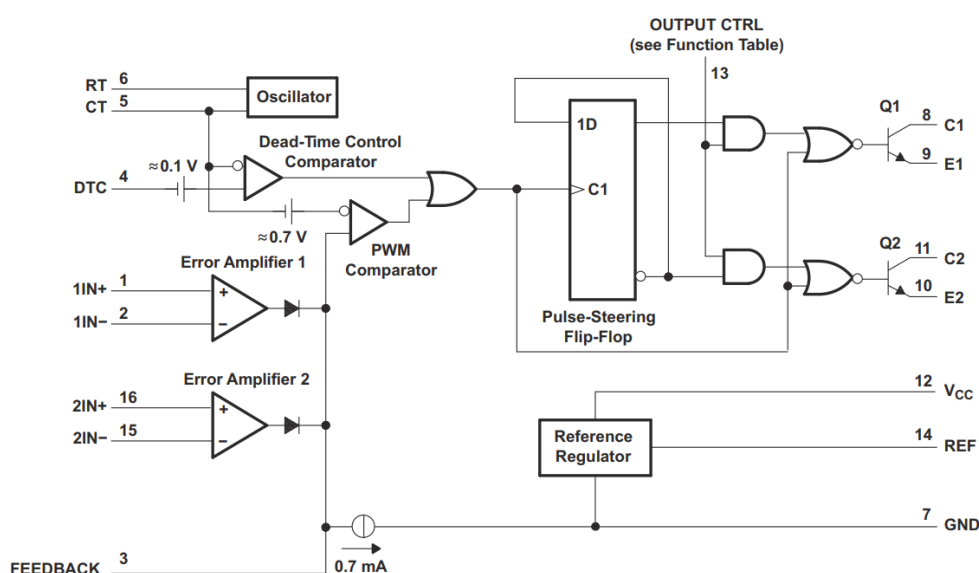 OUTPUT CTRL
(see Function Table)
13
RT 6
CT 5
Oscillator
Dead-Time Control
Comparator
≈0.1 V
DTC 4
≈0.7 V
PWM
Comparator
1D
C1
Pulse-Steering
Flip-Flop
Q1
8 C1
9 E1
Q2
11 C2
10 E2
Error Amplifier 1
1IN+ 1
1IN− 2
+
−
Error Amplifier 2
2IN+ 16
2IN− 15
+
−
12 VCC
Reference
Regulator
14 REF
7 GND
0.7 mA
FEEDBACK 3